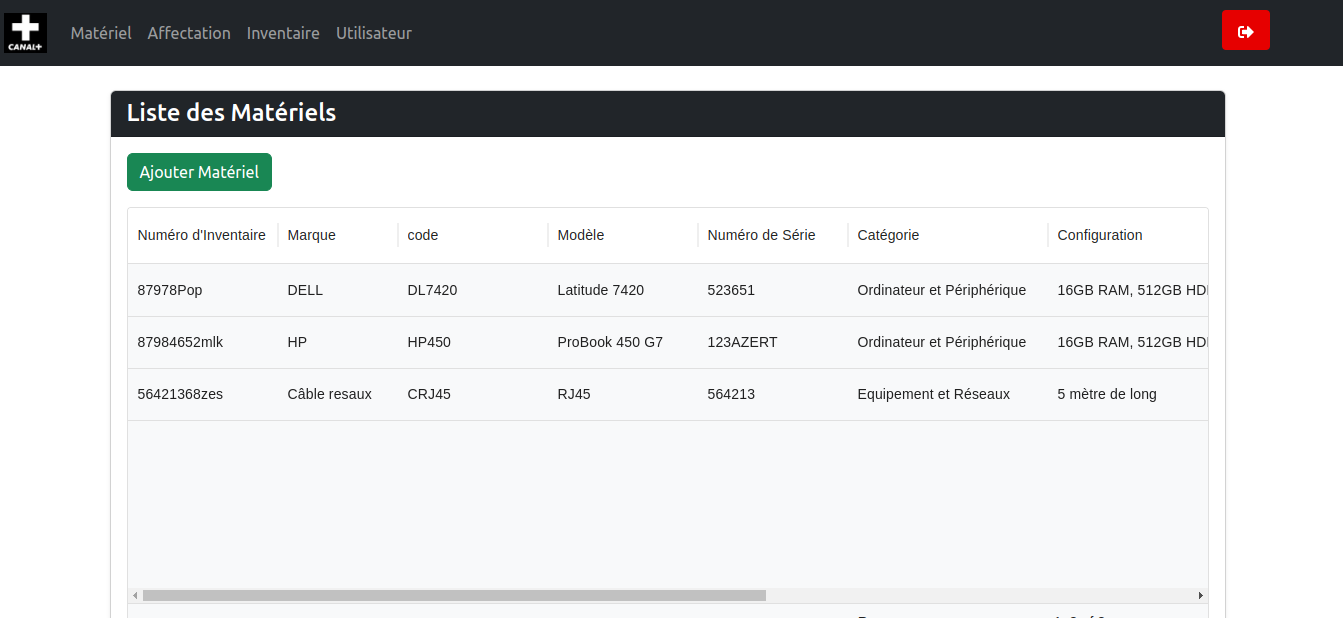 CANAL+
Matériel Affectation Inventaire Utilisateur
Liste des Matériels
Ajouter Matériel
Numéro d'Inventaire Marque code Modèle Numéro de Série Catégorie Configuration
87978Pop DELL DL7420 Latitude 7420 523651 Ordinateur et Périphérique 16GB RAM, 512GB HD
87984652mlk HP HP450 ProBook 450 G7 123AZERT Ordinateur et Périphérique 16GB RAM, 512GB HD
56421368zes Câble resaux CRJ45 RJ45 564213 Equipement et Réseaux 5 mètre de long